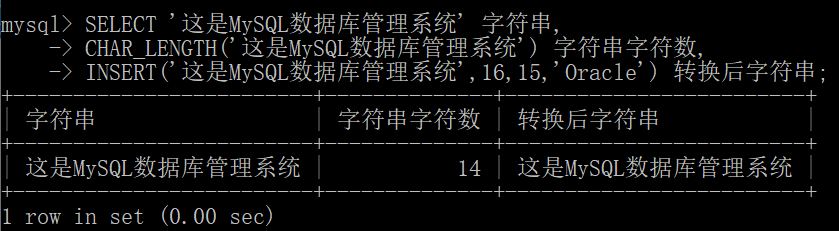 mysql> SELECT '这是MySQL数据库管理系统' 字符串,
    -> CHAR_LENGTH('这是MySQL数据库管理系统') 字符串字符数,
    -> INSERT('这是MySQL数据库管理系统',16,15,'Oracle') 转换后字符串;
+--------------------------+--------------+--------------------------+
| 字符串 | 字符串字符数 | 转换后字符串 |
+--------------------------+--------------+--------------------------+
| 这是MySQL数据库管理系统 | 14 | 这是MySQL数据库管理系统 |
+--------------------------+--------------+--------------------------+
1 row in set (0.00 sec)